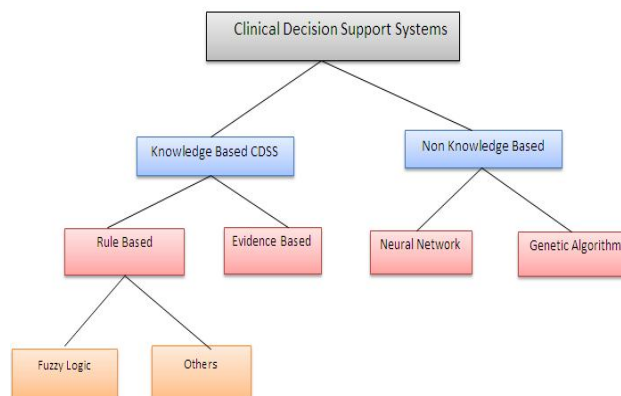 Clinical Decision Support Systems
Knowledge Based CDSS
Non Knowledge Based
Rule Based
Evidence Based
Neural Network
Genetic Algorithm
Fuzzy Logic
Others